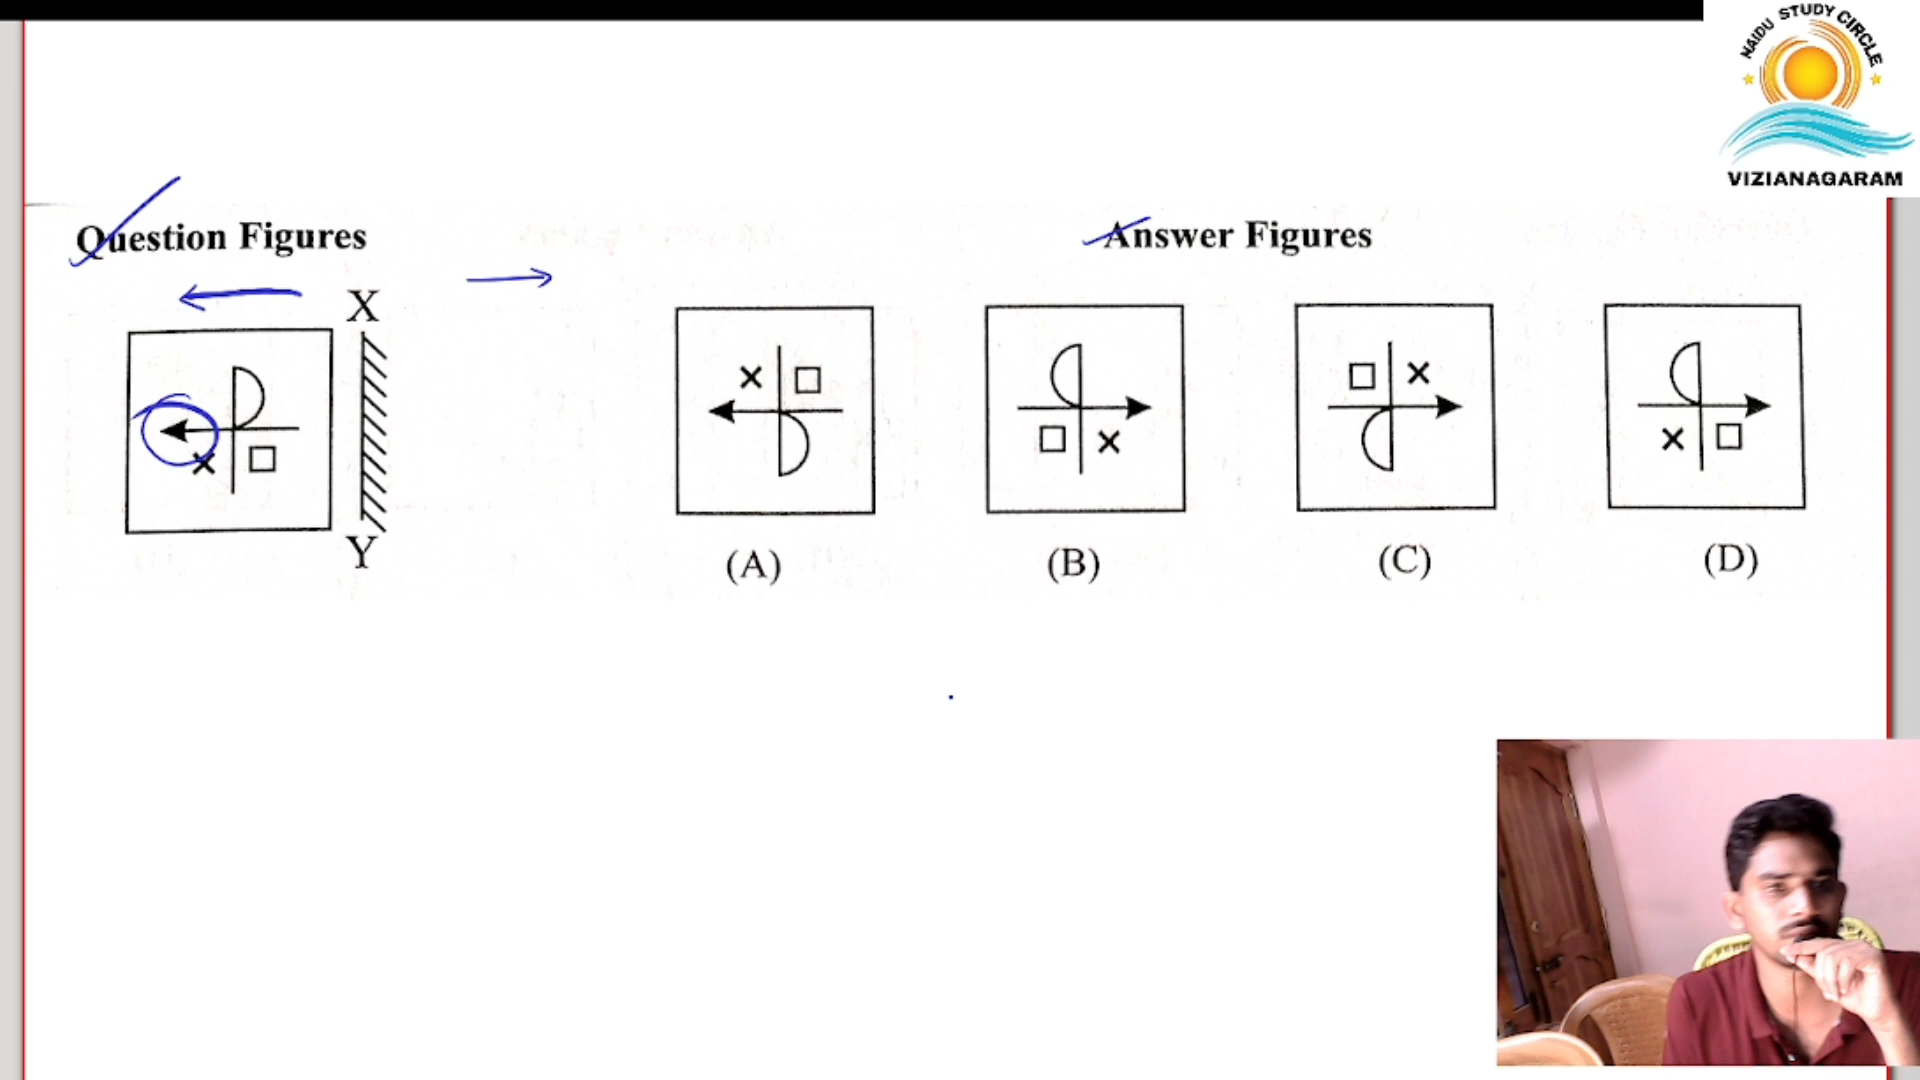 NAIDU STUDY CIRCLE
VIZIANAGARAM
Question Figures
Answer Figures
X
Y
(A)
(B)
(C)
(D)